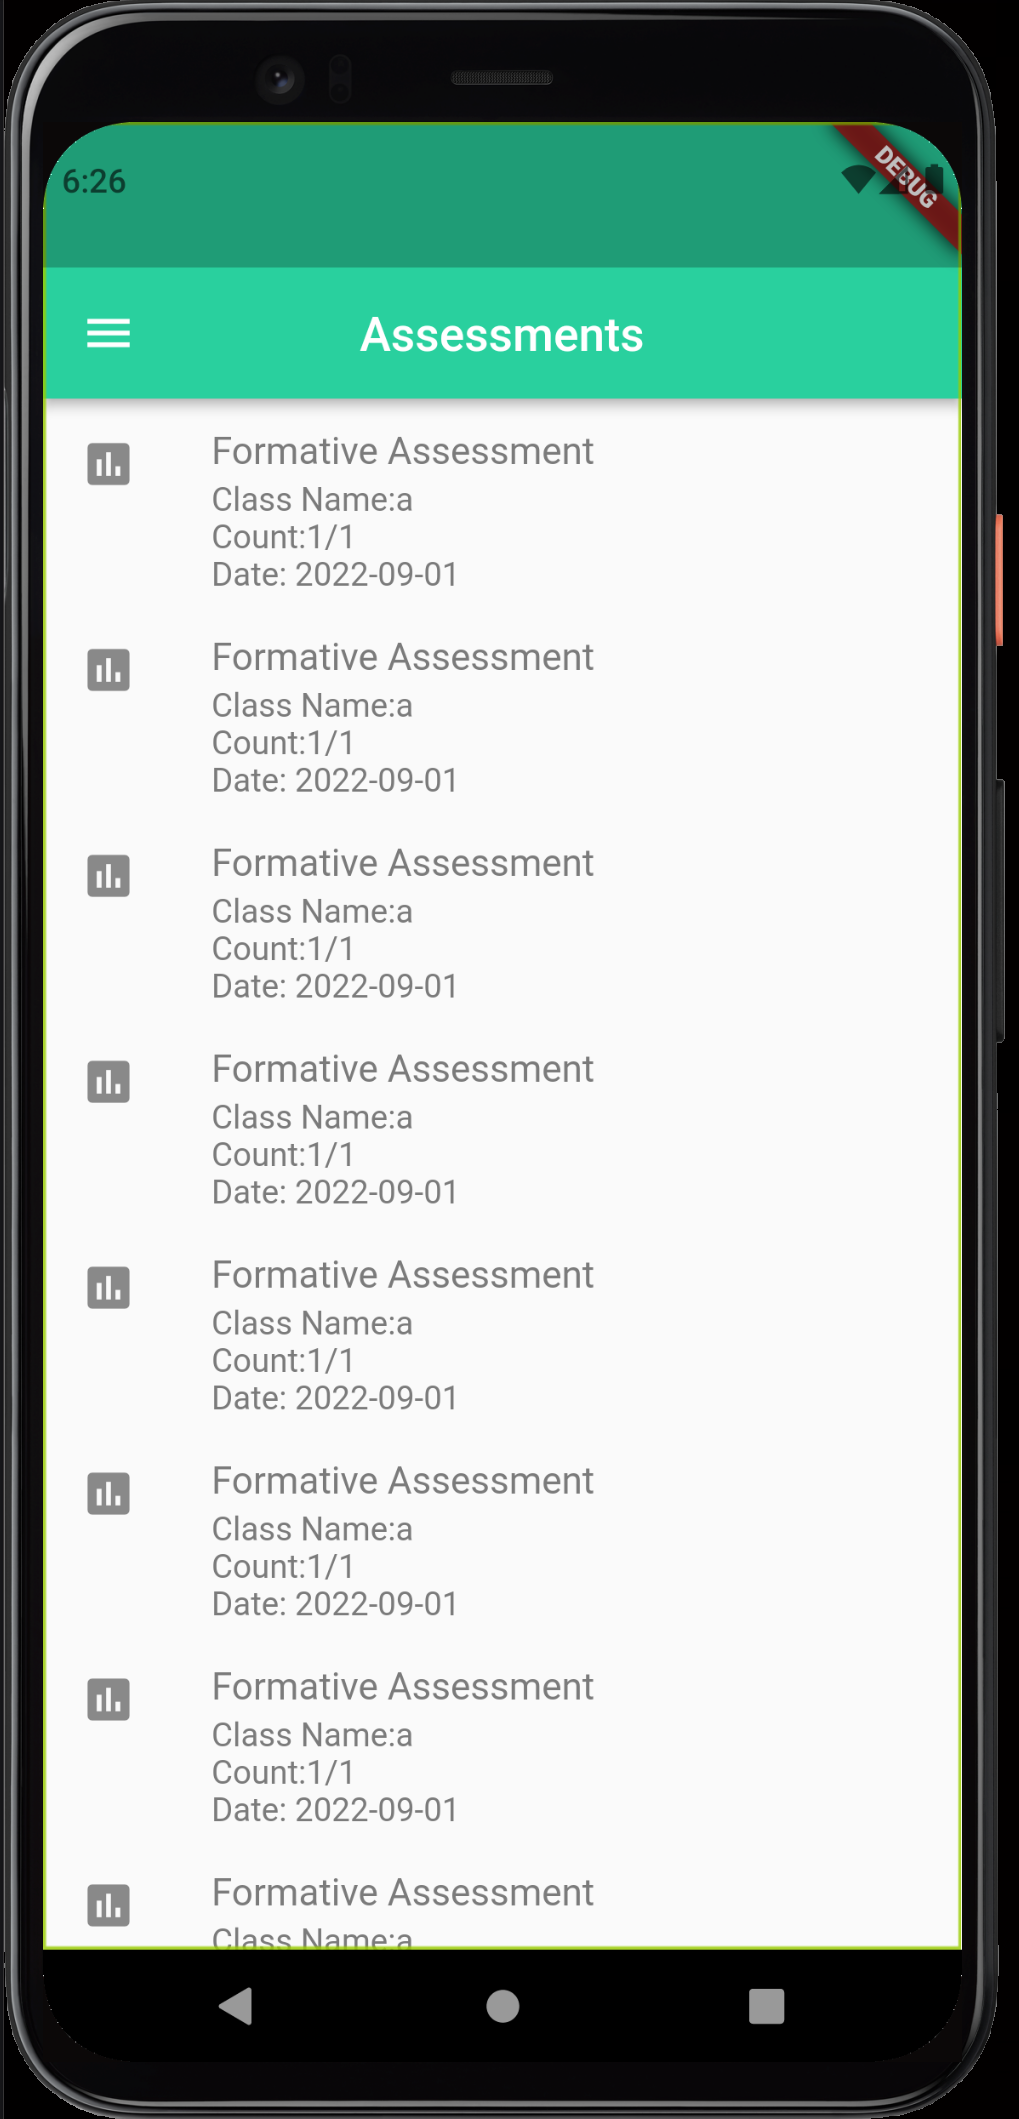 6:26
DEBUG
Assessments
Formative Assessment
Class Name:a
Count:1/1
Date: 2022-09-01
Formative Assessment
Class Name:a
Count:1/1
Date: 2022-09-01
Formative Assessment
Class Name:a
Count:1/1
Date: 2022-09-01
Formative Assessment
Class Name:a
Count:1/1
Date: 2022-09-01
Formative Assessment
Class Name:a
Count:1/1
Date: 2022-09-01
Formative Assessment
Class Name:a
Count:1/1
Date: 2022-09-01
Formative Assessment
Class Name:a
Count:1/1
Date: 2022-09-01
Formative Assessment
Class Name:a